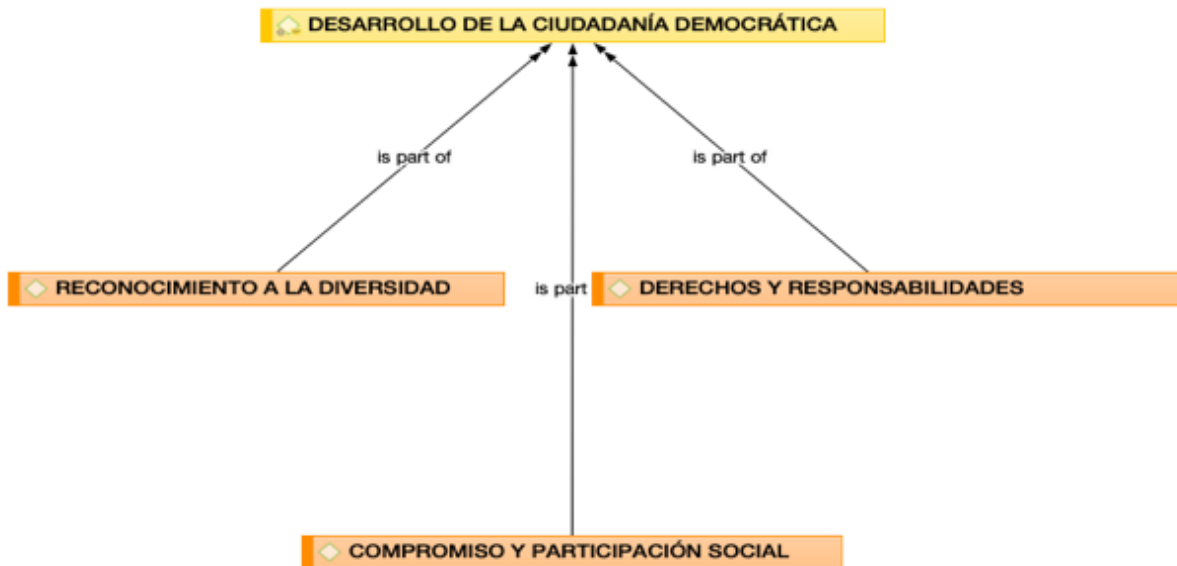 DESARROLLO DE LA CIUDADANÍA DEMOCRÁTICA
is part of
is part of
RECONOCIMIENTO A LA DIVERSIDAD
is part
DERECHOS Y RESPONSABILIDADES
COMPROMISO Y PARTICIPACIÓN SOCIAL